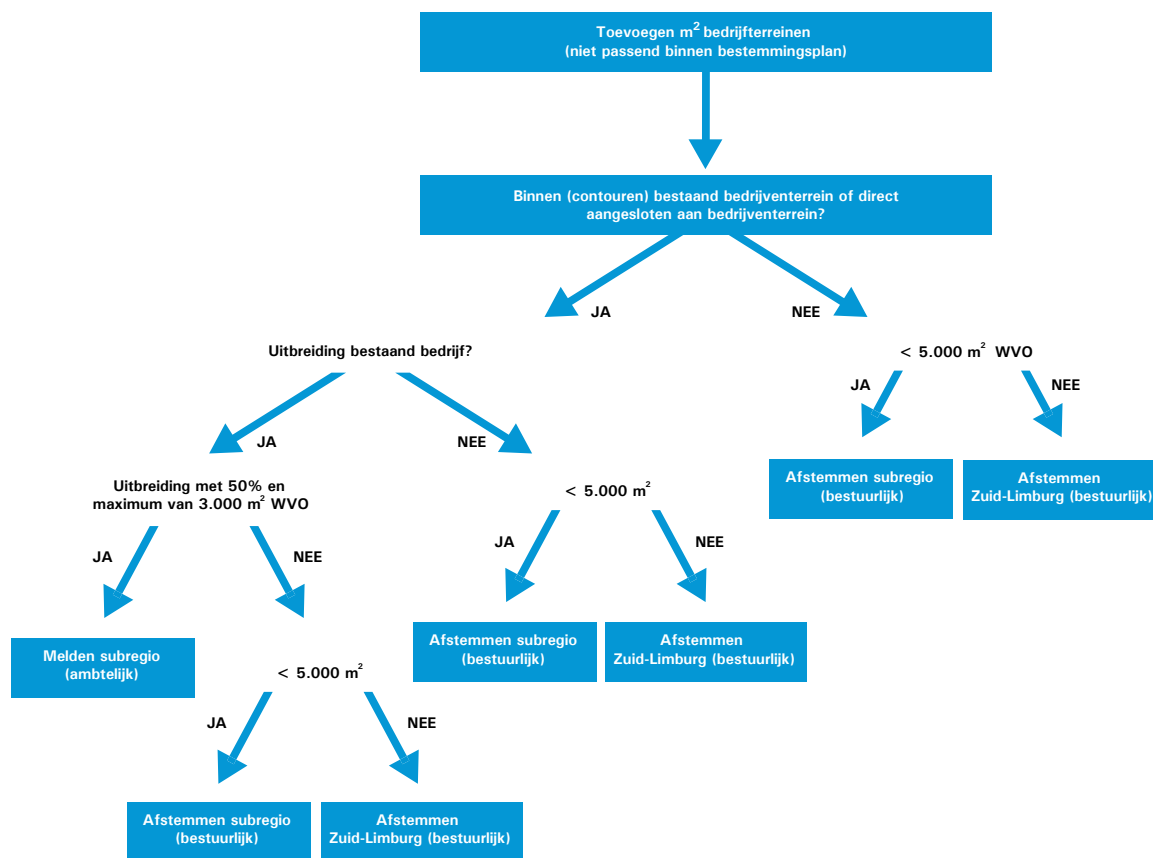 Toevoegen m² bedrijfterreinen
(niet passend binnen bestemmingsplan)
Binnen (contouren) bestaand bedrijventerrein of direct
aangesloten aan bedrijventerrein?
JA
NEE
Uitbreiding bestaand bedrijf?
< 5.000 m² WVO
JA
NEE
JA
NEE
Afstemmen subregio
(bestuurlijk)
Afstemmen
Zuid-Limburg (bestuurlijk)
Uitbreiding met 50% en
maximum van 3.000 m² WVO
< 5.000 m²
JA
NEE
JA
NEE
Melden subregio
(ambtelijk)
Afstemmen subregio
(bestuurlijk)
Afstemmen
Zuid-Limburg (bestuurlijk)
< 5.000 m²
JA
NEE
Afstemmen subregio
(bestuurlijk)
Afstemmen
Zuid-Limburg (bestuurlijk)